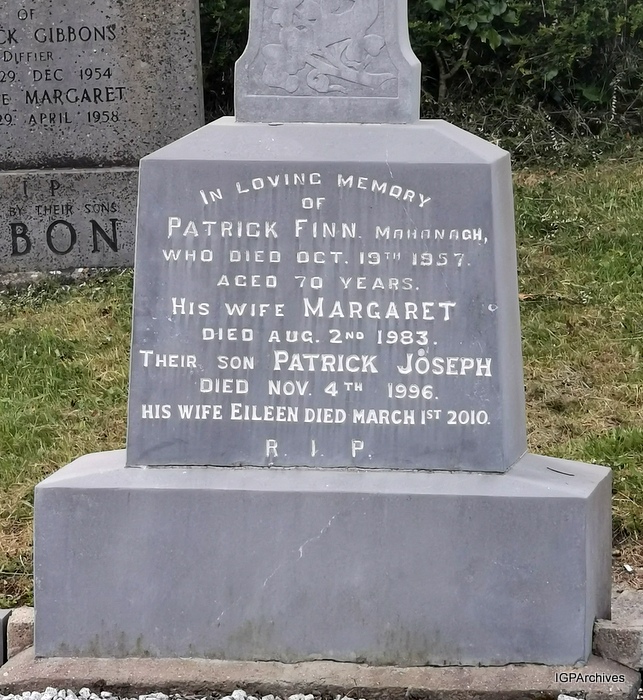 OF
CK GIBBONS
DIFFIER
29. DEC 1954
E MARGARET
29. APRIL 1958
I P
BY THEIR SONS
BON
IN LOVING MEMORY
OF
PATRICK FINN. MAHANAGH,
WHO DIED OCT. 19TH 1957.
AGED 70 YEARS.
HIS WIFE MARGARET
DIED AUG. 2ND 1983.
THEIR SON PATRICK JOSEPH
DIED NOV. 4TH 1996.
HIS WIFE EILEEN DIED MARCH 1ST 2010.
R. I. P.
IGPArchives